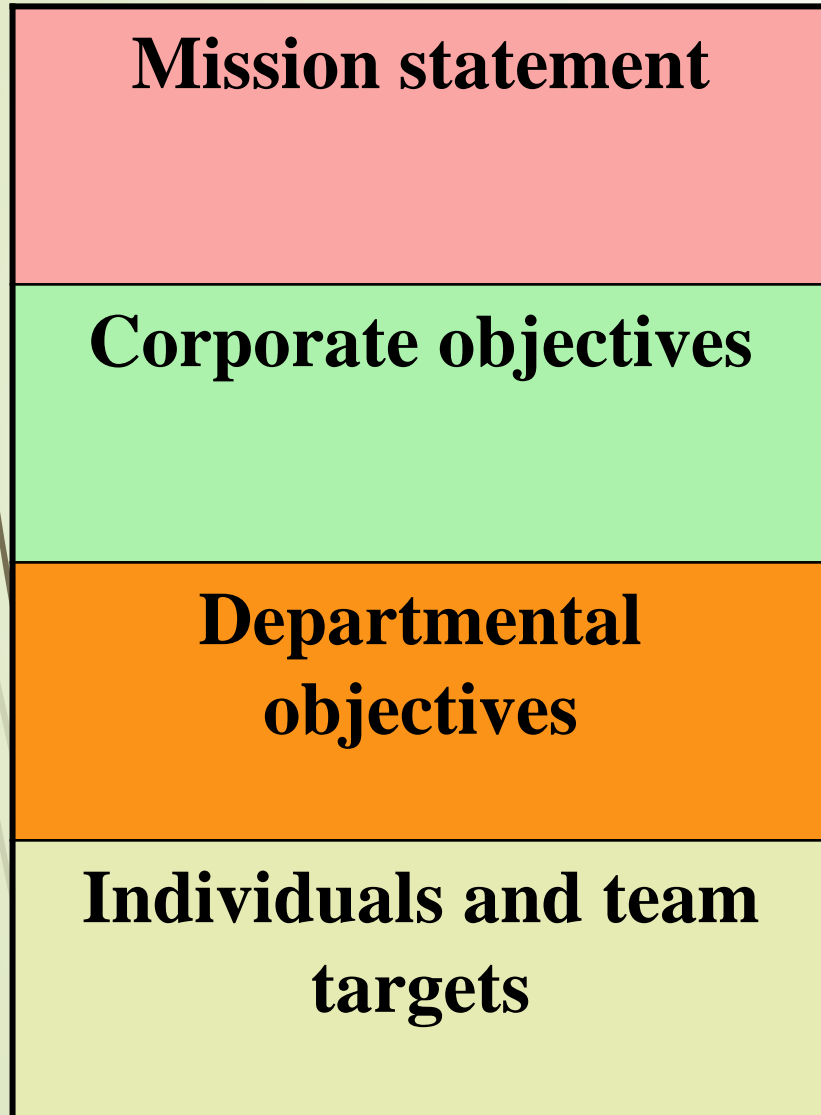 Mission statement
Corporate objectives
Departmental
objectives
Individuals and team
targets